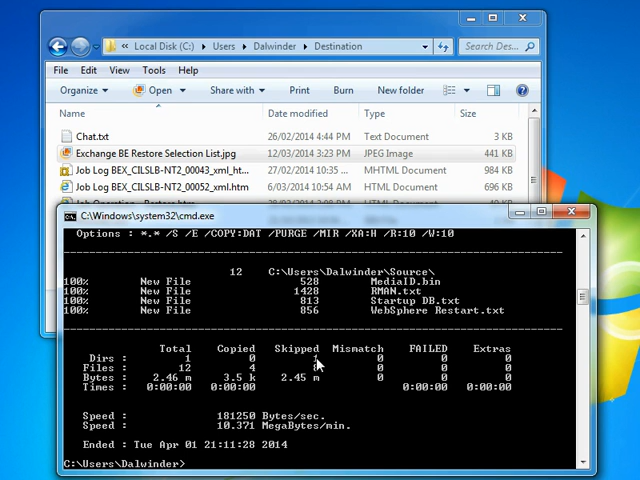 « Local Disk (C:) ▸ Users ▸ Dalwinder ▸ Destination
Search Des...
File Edit View Tools Help
Organize Open Share with Print Burn New folder
Name Date modified Type Size
Chat.txt 26/02/2014 4:44 PM Text Document 3 KB
Exchange BE Restore Selection List.jpg 12/03/2014 3:23 PM JPEG Image 441 KB
Job Log BEX_CILSLB-NT2_00043_xml_ht... 27/02/2014 10:35 ... MHTML Document 984 KB
Job Log BEX_CILSLB-NT2_00052_xml.htm 6/03/2014 10:54 AM HTML Document 696 KB
C:\Windows\system32\cmd.exe
Options : *.* /S /E /COPY:DAT /PURGE /MIR /XA:H /R:10 /W:10
12 C:\Users\Dalwinder\Source\
100% New File 528 MediaID.bin
100% New File 1428 RMAN.txt
100% New File 813 Startup DB.txt
100% New File 856 WebSphere Restart.txt
Total Copied Skipped Mismatch FAILED Extras
Dirs : 1 0 1 0 0 0
Files : 12 4 8 0 0 0
Bytes : 2.46 m 3.5 k 2.45 m 0 0 0
Times : 0:00:00 0:00:00 0:00:00 0:00:00
Speed : 181250 Bytes/sec.
Speed : 10.371 MegaBytes/min.
Ended : Tue Apr 01 21:11:28 2014
C:\Users\Dalwinder>